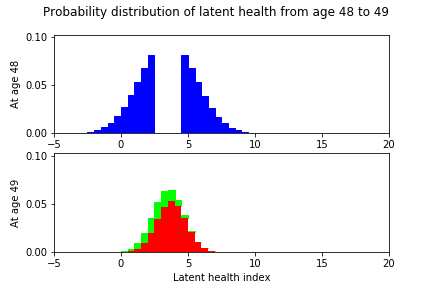 Probability distribution of latent health from age 48 to 49
0.10
0.05
0.00
At age 48
-5 0 5 10 15 20
0.10
0.05
0.00
At age 49
-5 0 5 10 15 20
Latent health index